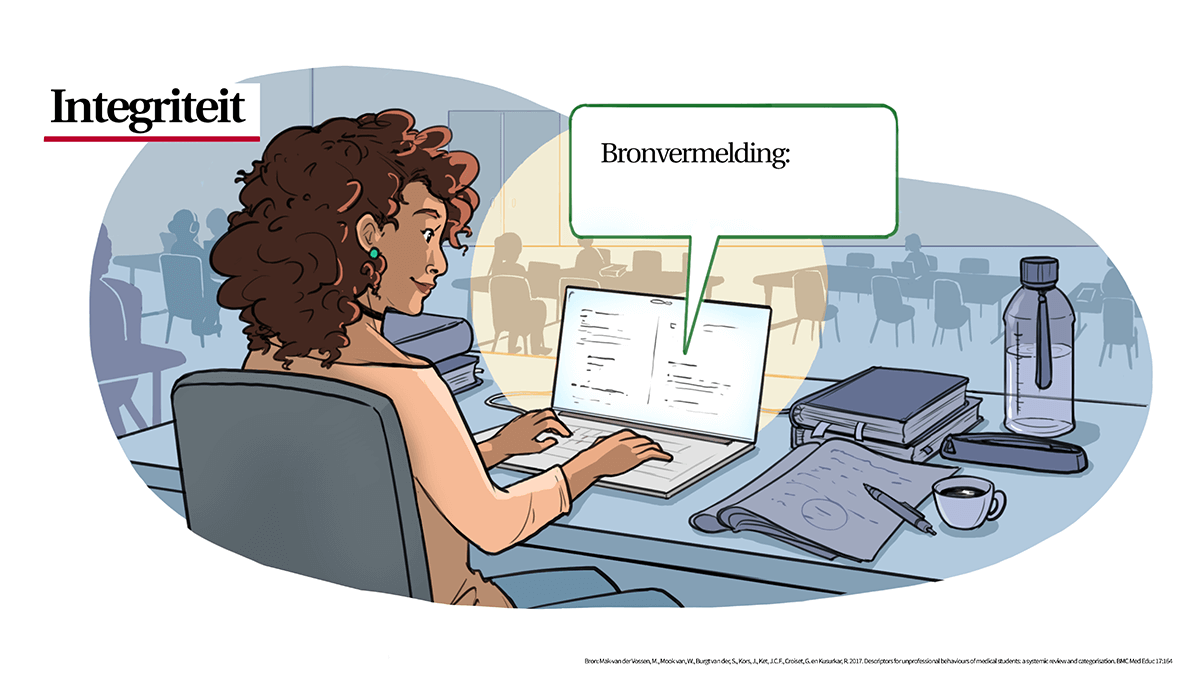 Integriteit
Bronvermelding:
Bron: Mak-van der Vossen, M., Mook van, W., Burgt van der, S., Kors, J., Ket, J.C.F., Croiset, G. en Kusurkar, R. 2017. Descriptors for unprofessional behaviours of medical students: a systemic review and categorisation. BMC Med Educ 17:164